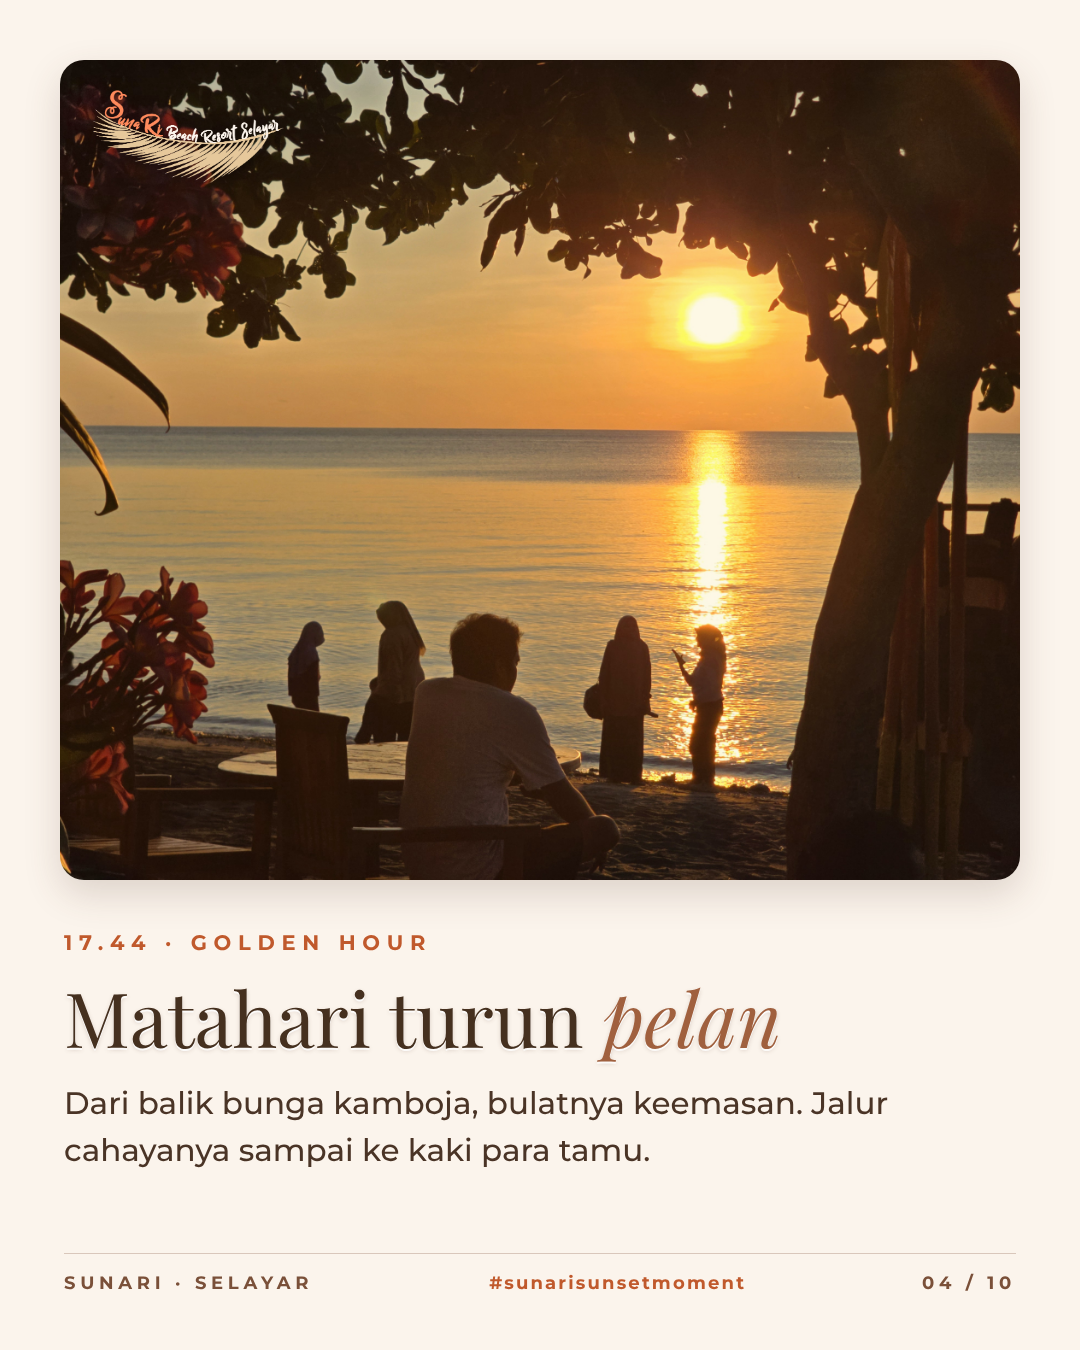 SunaRi Beach Resort Selayar
17.44 · GOLDEN HOUR
Matahari turun pelan
Dari balik bunga kamboja, bulatnya keemasan. Jalur
cahayanya sampai ke kaki para tamu.
SUNARI · SELAYAR #sunarisunsetmoment 04 / 10